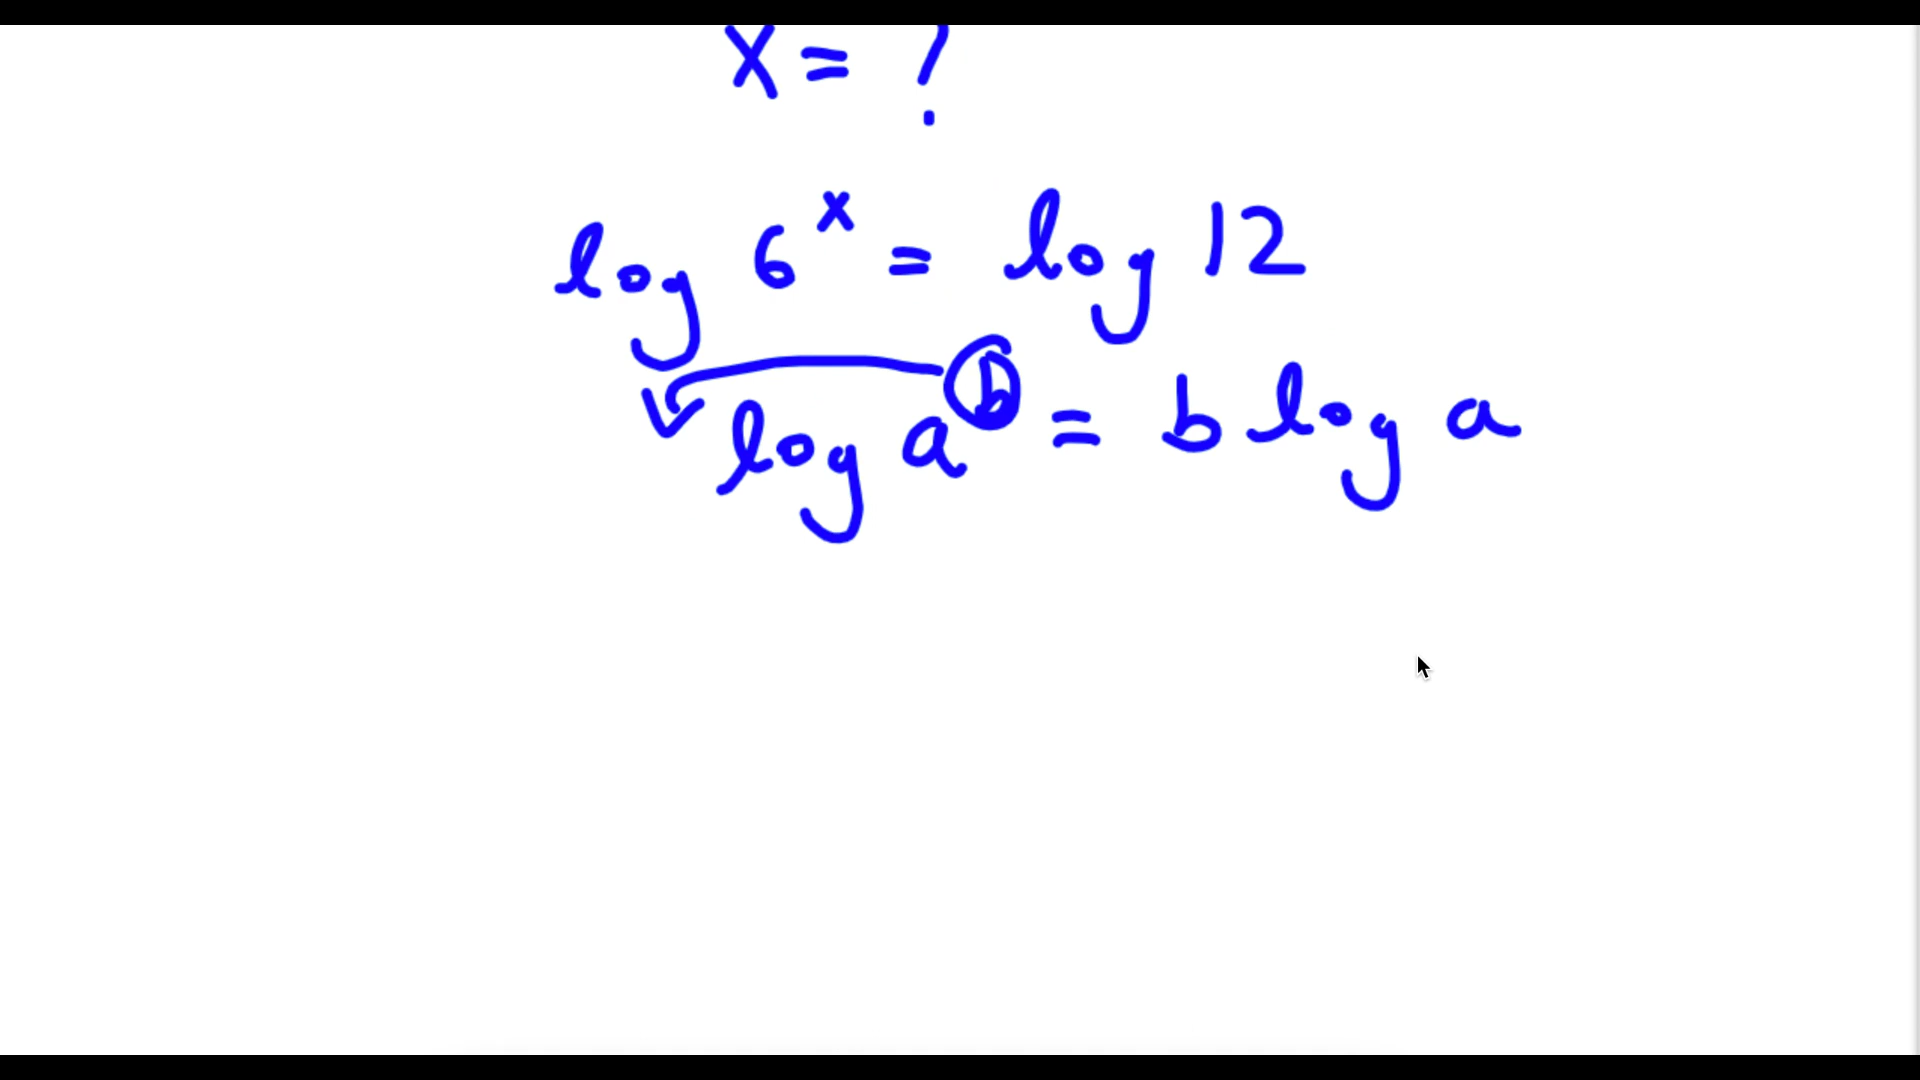 x = ?
log 6^x = log 12
log a^b = b log a